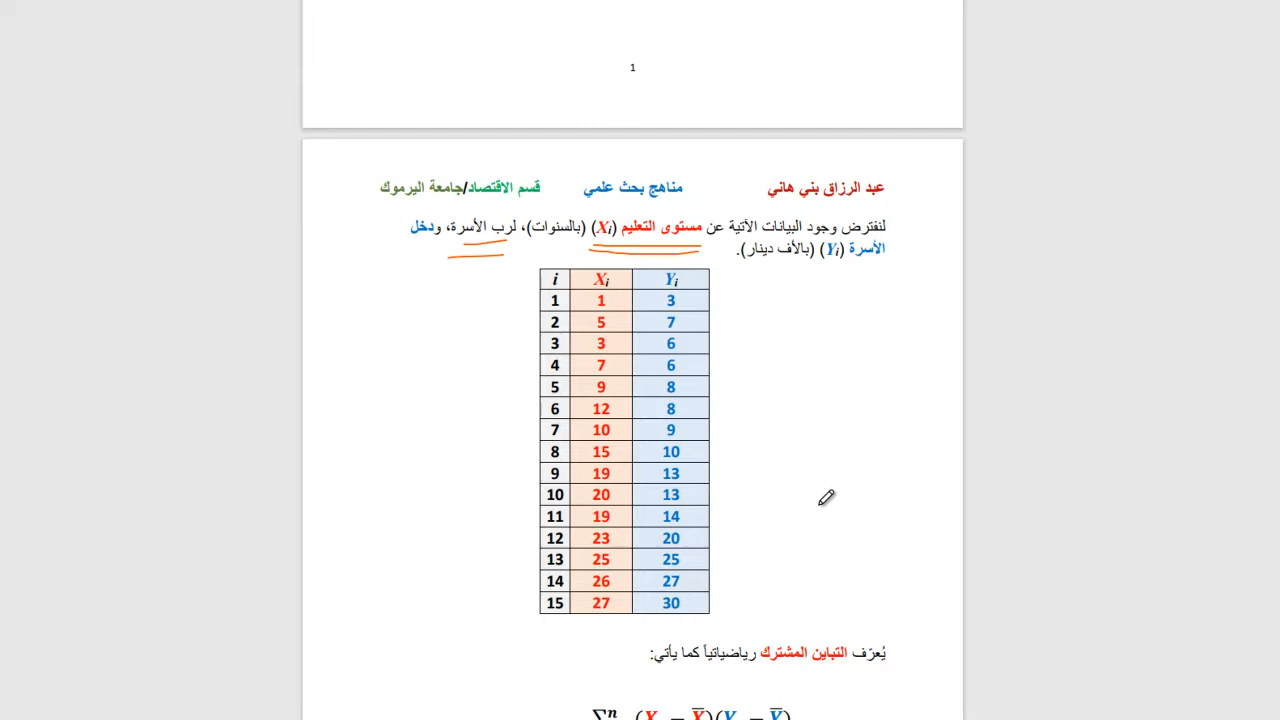 1
عبد الرزاق بني هاني مناهج بحث علمي قسم الاقتصاد/جامعة اليرموك
لنفترض وجود البيانات الآتية عن مستوى التعليم (Xᵢ) (بالسنوات)، لرب الأسرة، ودخل
الأسرة (Yᵢ) (بالأف دينار).
i Xᵢ Yᵢ
1 1 3
2 5 7
3 3 6
4 7 6
5 9 8
6 12 8
7 10 9
8 15 10
9 19 13
10 20 13
11 19 14
12 23 20
13 25 25
14 26 27
15 27 30
يُعرّف التباين المشترك رياضياتياً كما يأتي: